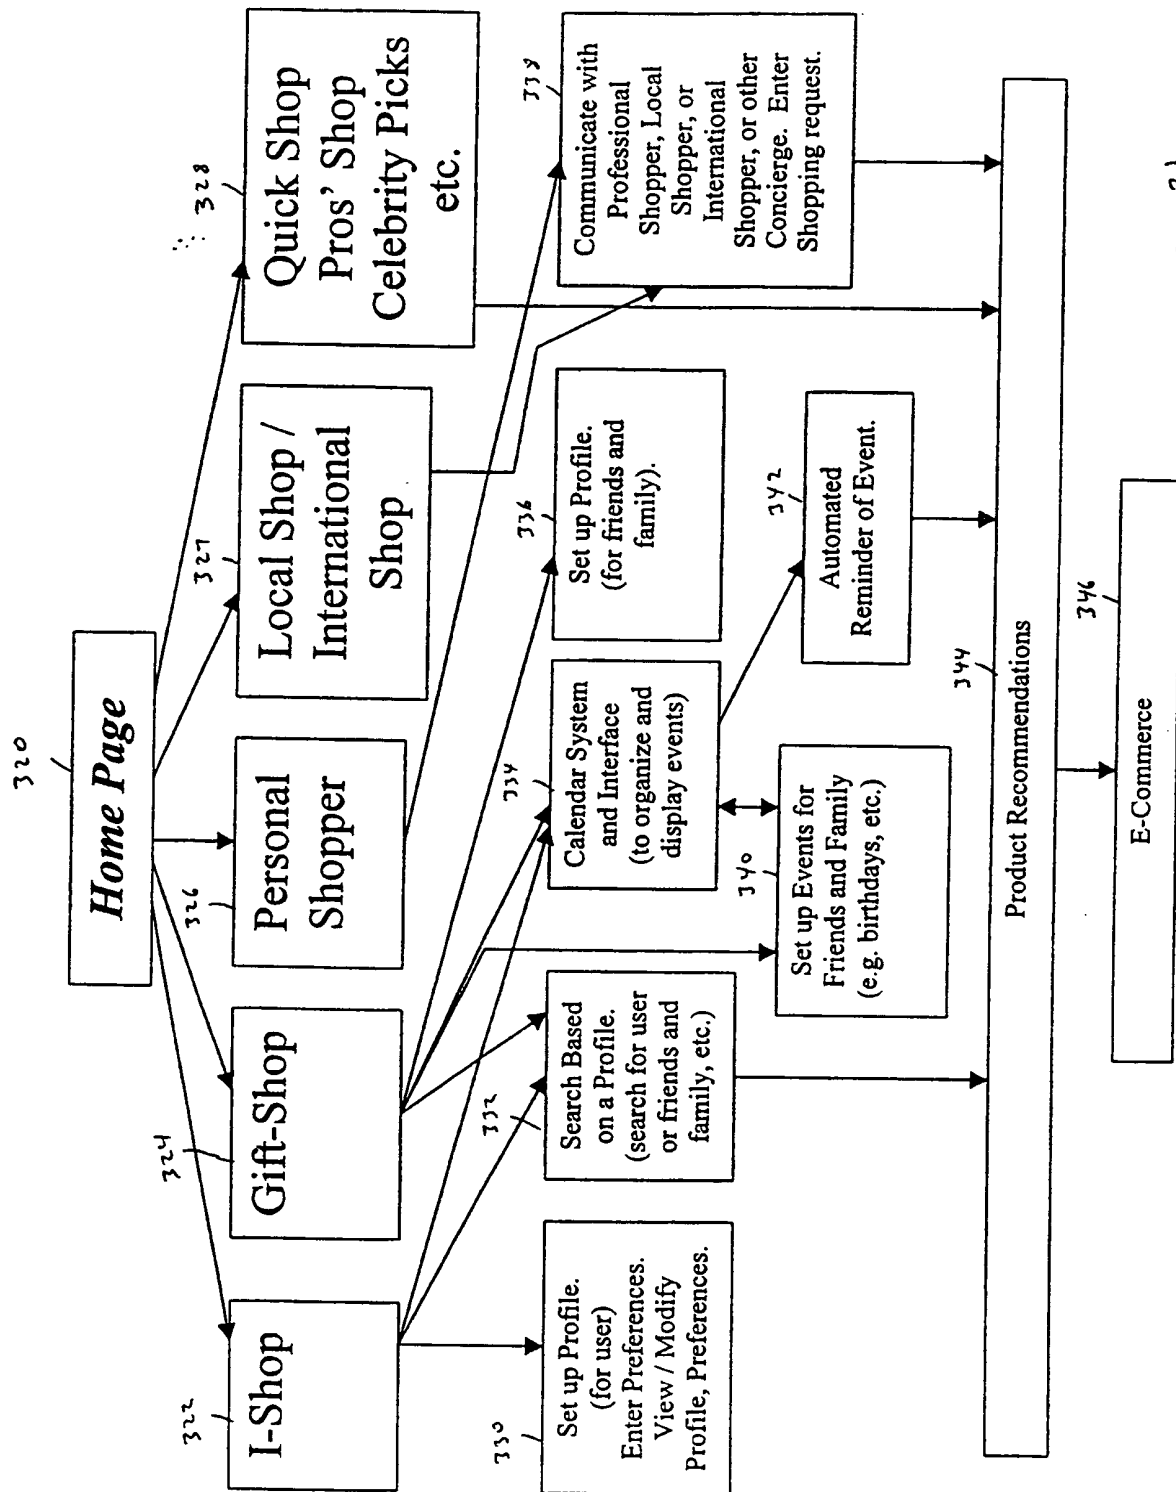 320
Home Page
322
I-Shop
324
Gift-Shop
326
Personal
Shopper
327
Local Shop /
International
Shop
328
Quick Shop
Pros' Shop
Celebrity Picks
etc.
330
Set up Profile.
(for user)
Enter Preferences.
View / Modify
Profile, Preferences.
332
Search Based
on a Profile.
(search for user
or friends and
family, etc.)
334
Calendar System
and Interface
(to organize and
display events)
336
Set up Profile.
(for friends and
family).
338
Communicate with
Professional
Shopper, Local
Shopper, or
International
Shopper, or other
Concierge. Enter
Shopping request.
340
Set up Events for
Friends and Family
(e.g. birthdays, etc.)
342
Automated
Reminder of Event.
344
Product Recommendations
346
E-Commerce